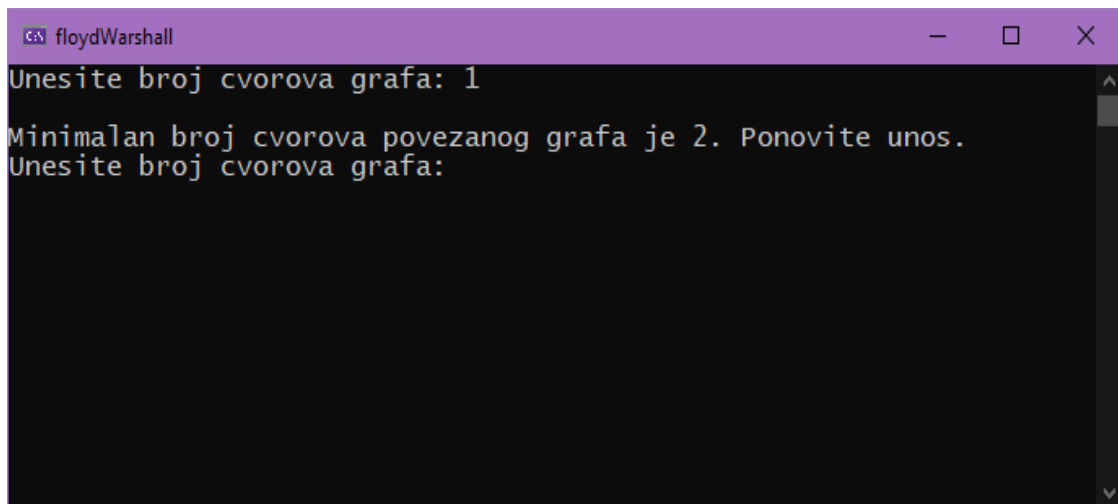 floydWarshall
Unesite broj cvorova grafa: 1
Minimalan broj cvorova povezanog grafa je 2. Ponovite unos.
Unesite broj cvorova grafa: